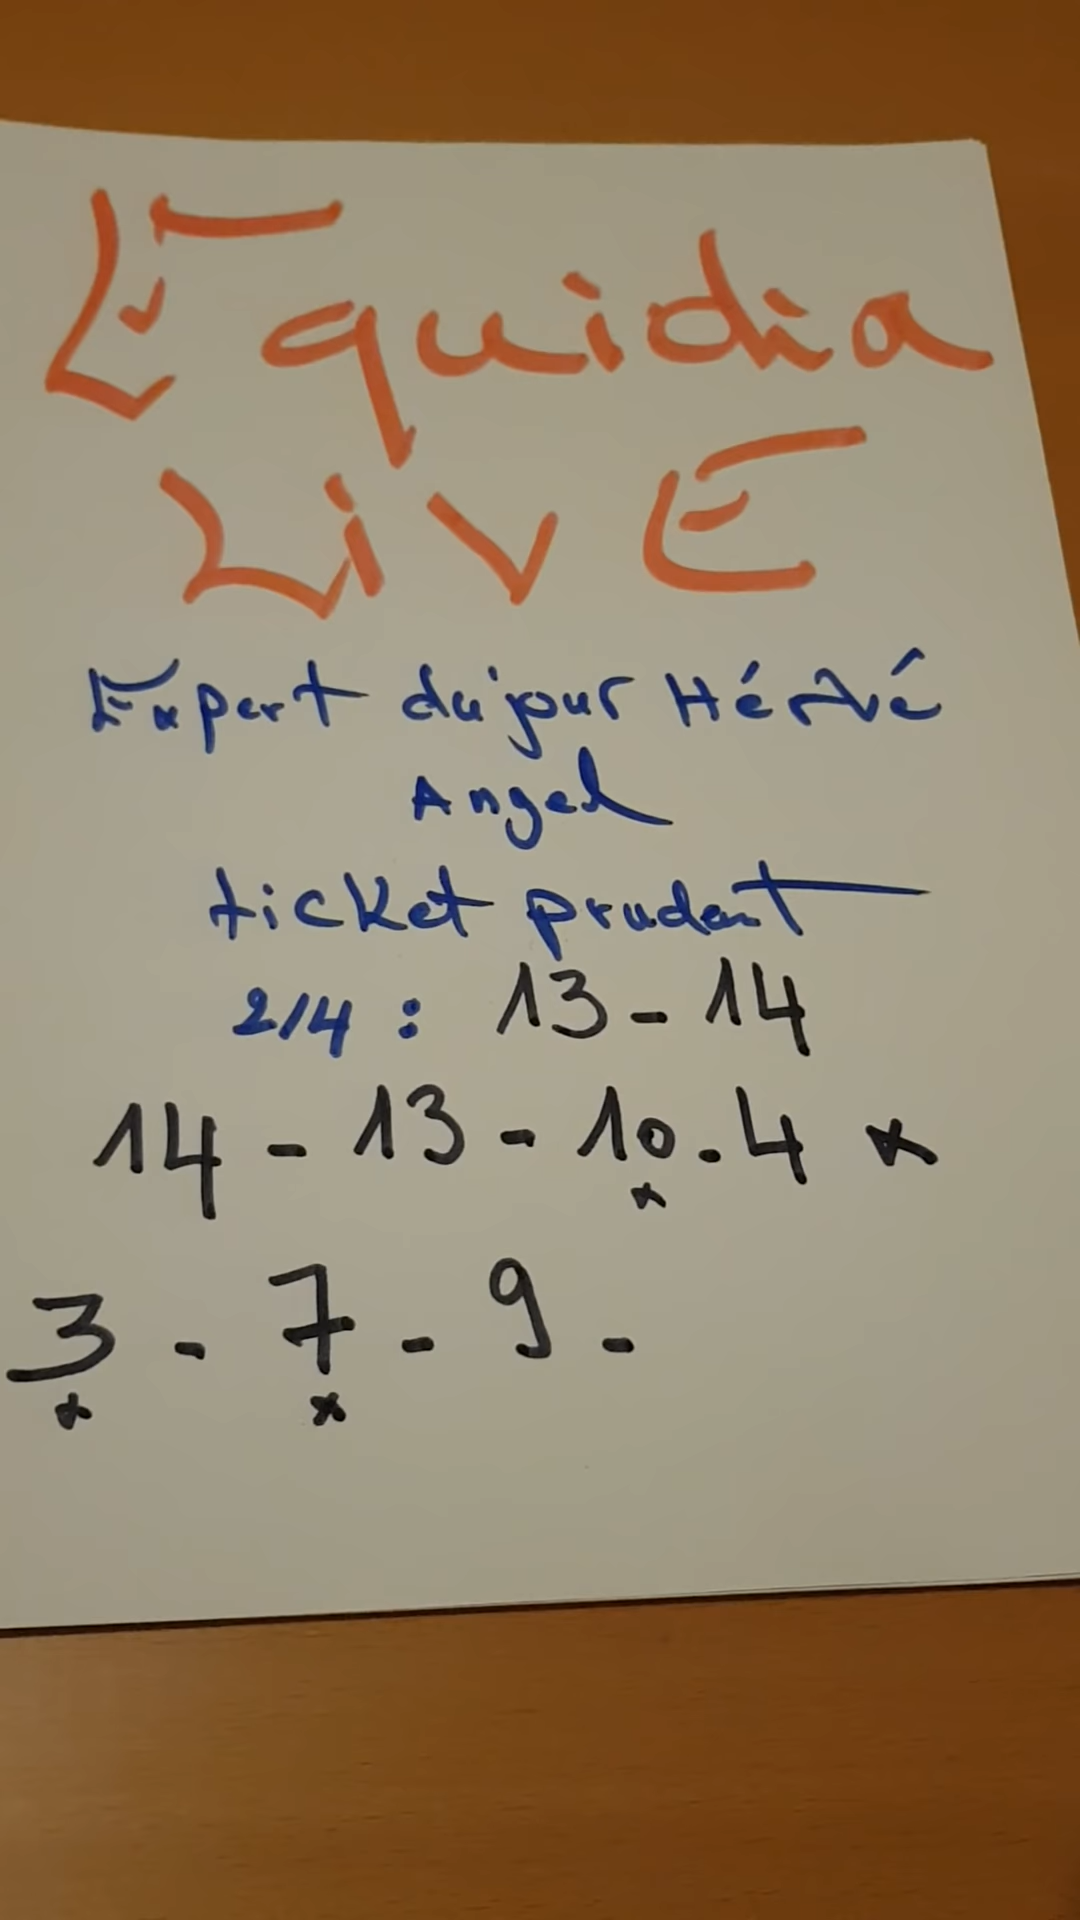 Equidia
LIVE
Expert du jour Hérvé
Angel
ticket prudent
2/4 : 13 - 14
14 - 13 - 10 . 4 *
*
3 - 7 - 9 -
* *